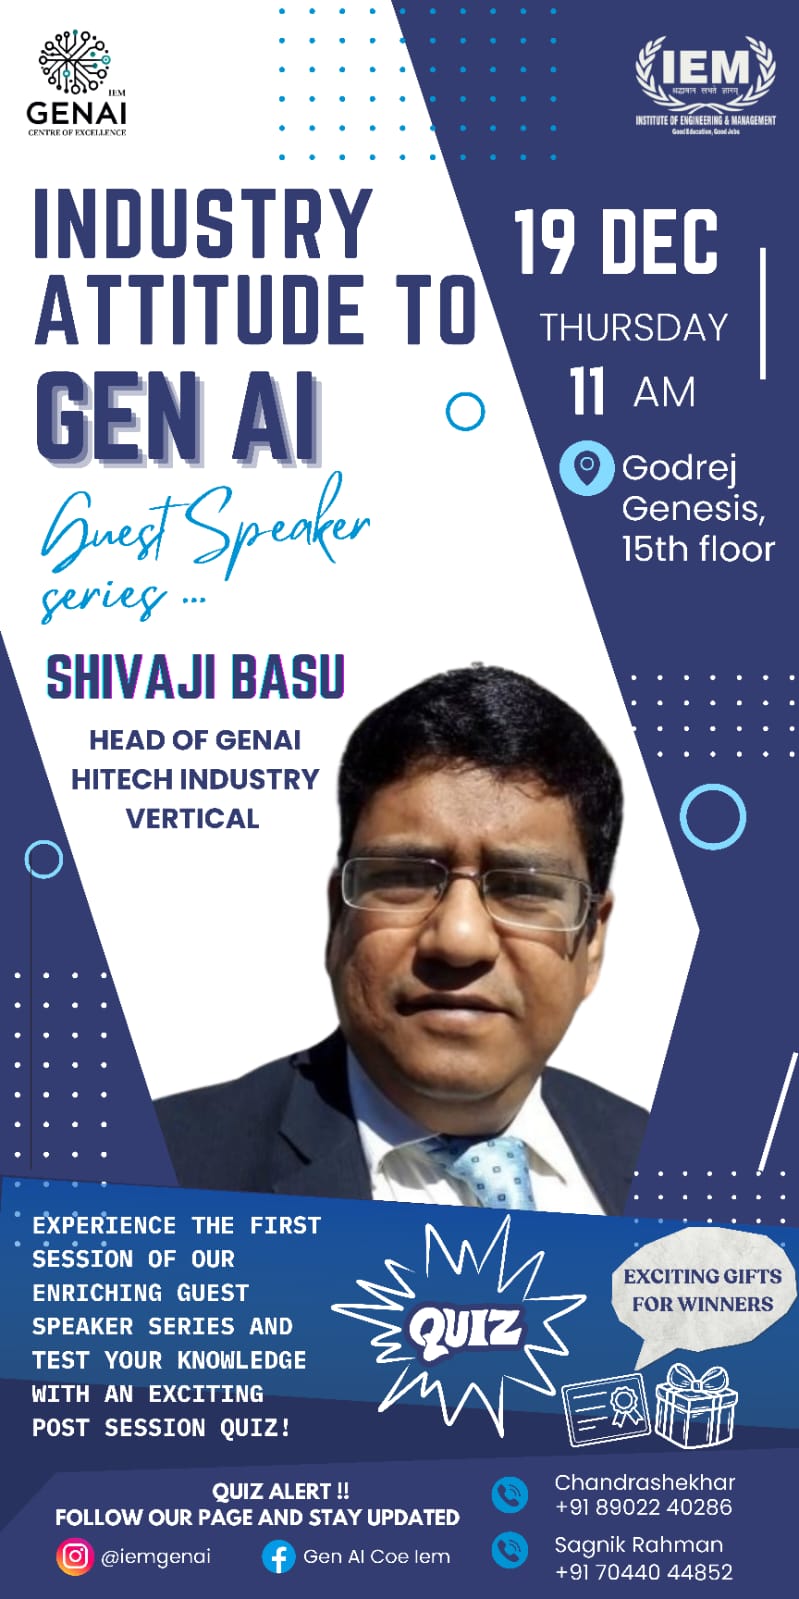 IEM
GENAI
CENTRE OF EXCELLENCE
IEM
श्रद्धावान लभते ज्ञानम्
INSTITUTE OF ENGINEERING & MANAGEMENT
Good Education, Good Jobs
INDUSTRY
ATTITUDE TO
GEN AI
Guest Speaker
series ...
19 DEC
THURSDAY
11 AM
Godrej
Genesis,
15th floor
SHIVAJI BASU
HEAD OF GENAI
HITECH INDUSTRY
VERTICAL
EXPERIENCE THE FIRST
SESSION OF OUR
ENRICHING GUEST
SPEAKER SERIES AND
TEST YOUR KNOWLEDGE
WITH AN EXCITING
POST SESSION QUIZ!
QUIZ
EXCITING GIFTS
FOR WINNERS
QUIZ ALERT !!
FOLLOW OUR PAGE AND STAY UPDATED
@iemgenai
Gen AI Coe Iem
Chandrashekhar
+91 89022 40286
Sagnik Rahman
+91 70440 44852